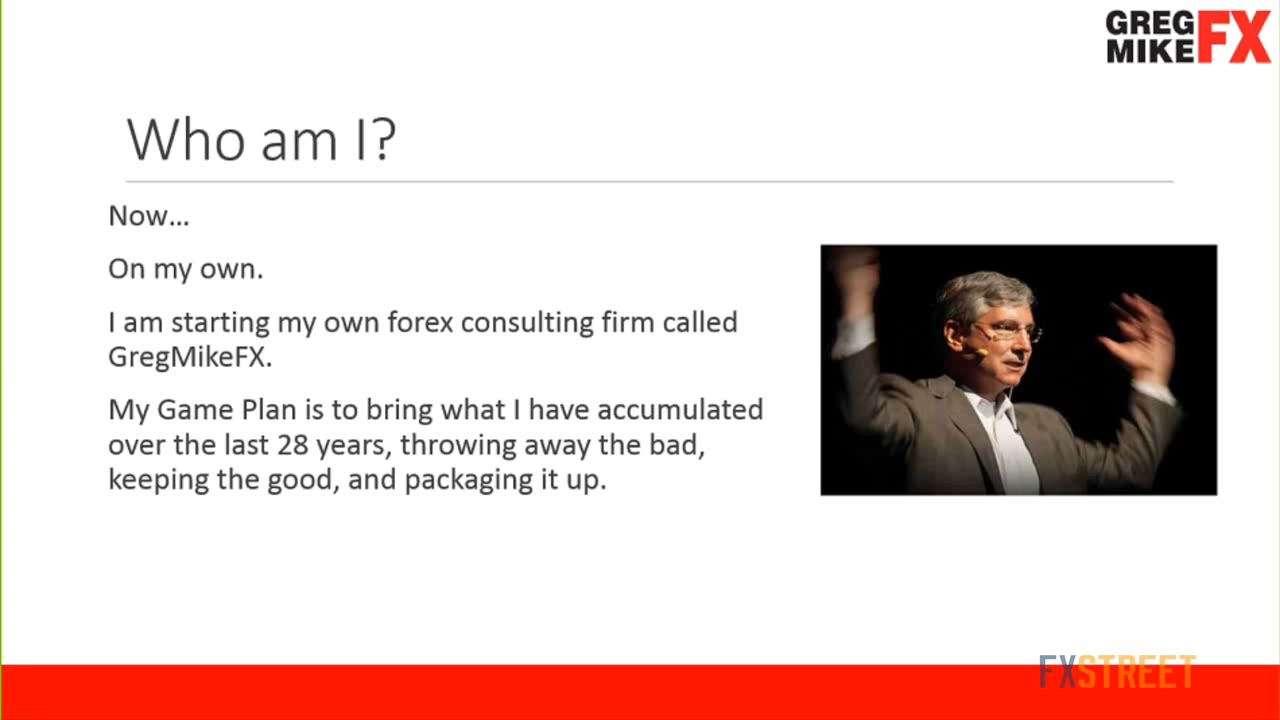 GREG
MIKEFX
Who am I?
Now...
On my own.
I am starting my own forex consulting firm called
GregMikeFX.
My Game Plan is to bring what I have accumulated
over the last 28 years, throwing away the bad,
keeping the good, and packaging it up.
FXSTREET